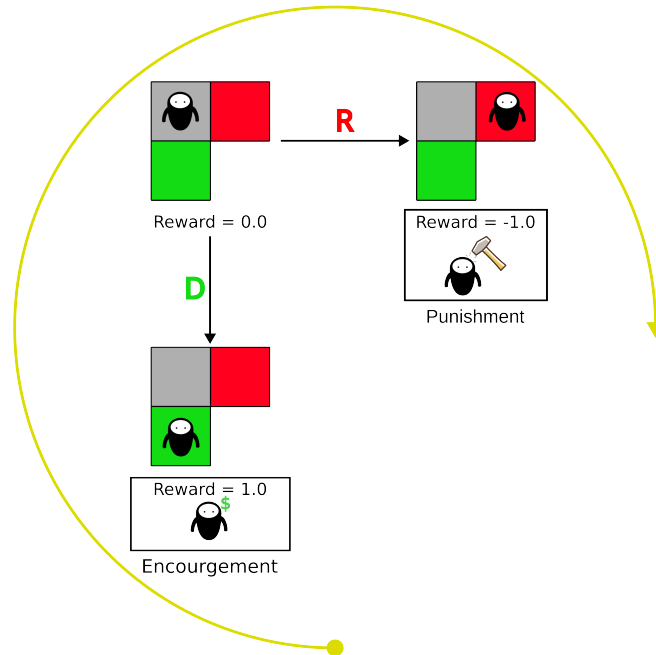 R
Reward = 0.0
Reward = -1.0
Punishment
D
Reward = 1.0
$
Encourgement